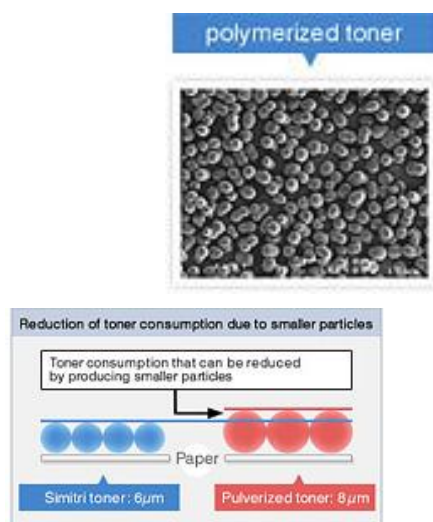 polymerized toner
Reduction of toner consumption due to smaller particles
Toner consumption that can be reduced
by producing smaller particles
Paper
Simitri toner: 6µm
Pulverized toner: 8µm